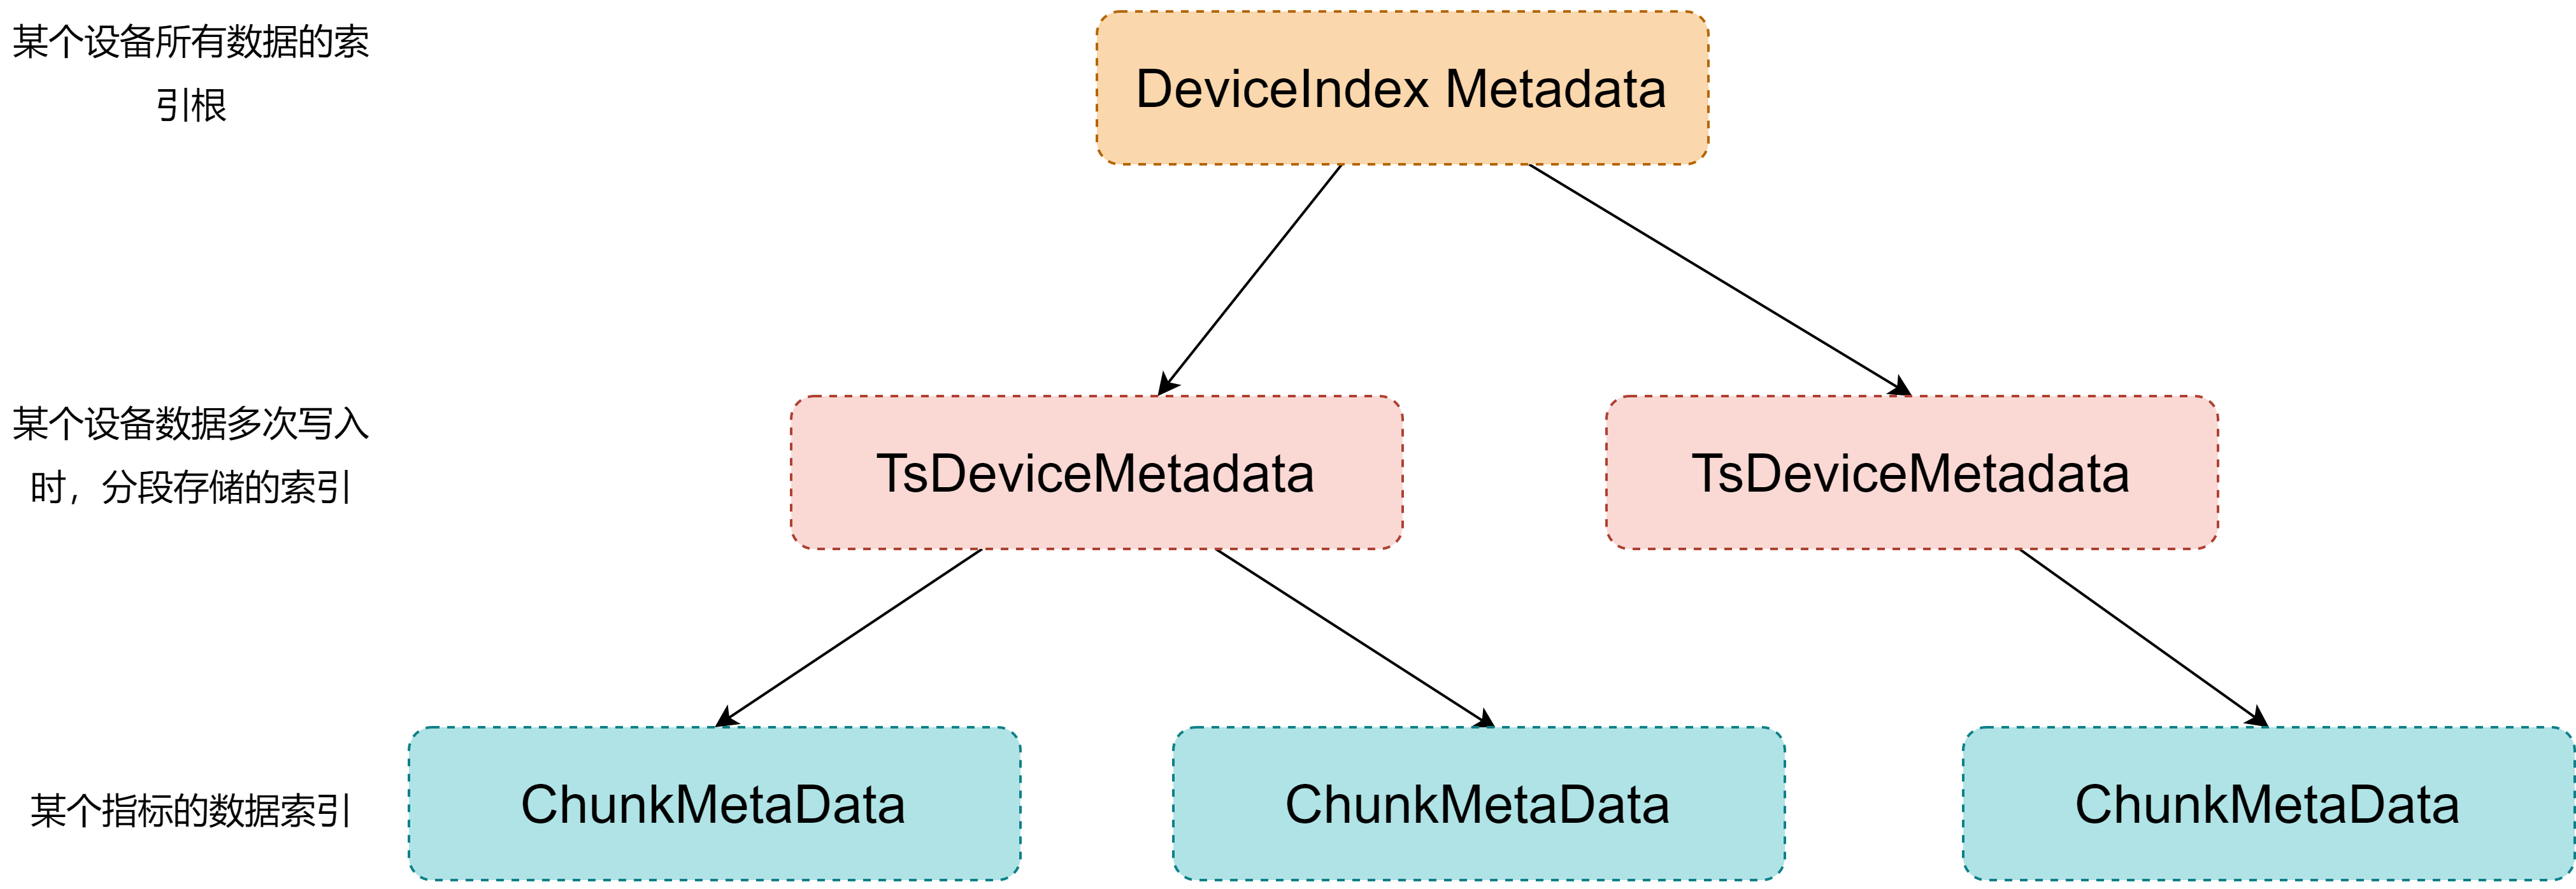 某个设备所有数据的索
引根
DeviceIndex Metadata
某个设备数据多次写入
时，分段存储的索引
TsDeviceMetadata
TsDeviceMetadata
某个指标的数据索引
ChunkMetaData
ChunkMetaData
ChunkMetaData